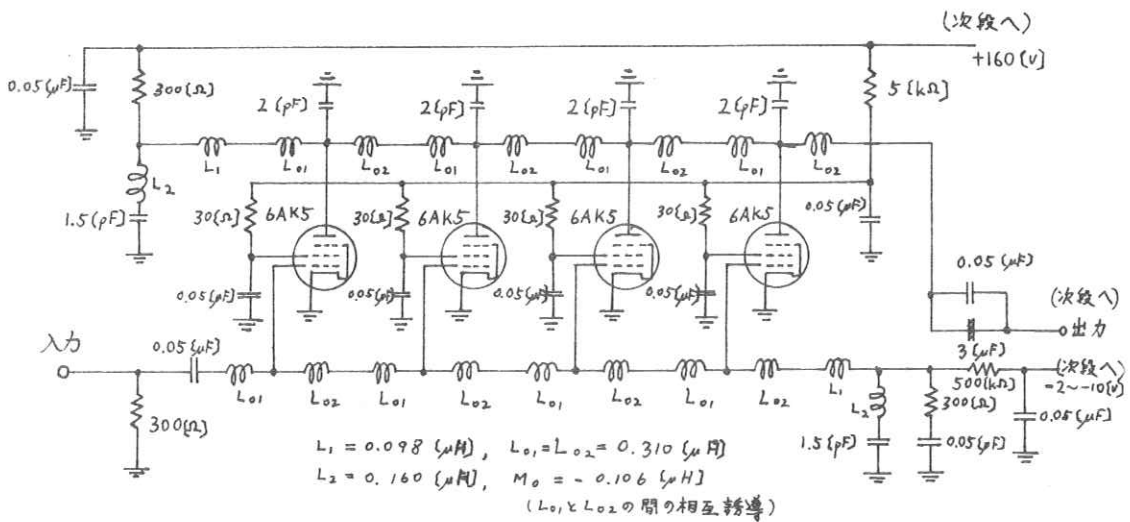 (次段へ)
+160 [V]
0.05 [μF]
300 [Ω]
2 [pF]
2 [pF]
2 [pF]
2 [pF]
5 [kΩ]
L₁
L₀₁
L₀₂
L₀₁
L₀₂
L₀₁
L₀₂
L₀₁
L₀₂
L₂
1.5 [pF]
30 [Ω]
6AK5
30 [Ω]
6AK5
30 [Ω]
6AK5
30 [Ω]
6AK5
0.05 [μF]
0.05 [μF]
0.05 [μF]
0.05 [μF]
0.05 [μF]
0.05 [μF]
(次段へ)
出力
3 [μF]
入力
0.05 [μF]
L₀₁
L₀₂
L₀₁
L₀₂
L₀₁
L₀₂
L₀₁
L₀₂
L₁
500 [kΩ]
(次段へ)
-2~-10 [V]
300 [Ω]
L₂
300 [Ω]
0.05 [μF]
1.5 [pF]
0.05 [μF]
L₁ = 0.098 [μH], L₀₁=L₀₂= 0.310 [μH]
L₂ = 0.160 [μH], M₀ = -0.106 [μH]
(L₀₁とL₀₂の間の相互誘導)